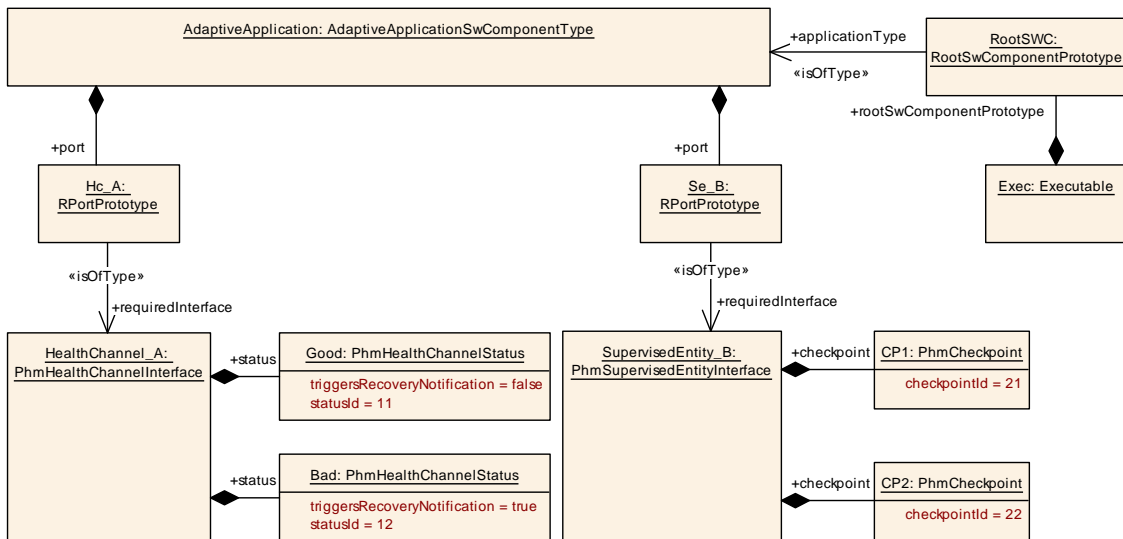 AdaptiveApplication: AdaptiveApplicationSwComponentType
+applicationType
«isOfType»
RootSWC:
RootSwComponentPrototype
+rootSwComponentPrototype
+port
+port
Hc_A:
RPortPrototype
Se_B:
RPortPrototype
Exec: Executable
«isOfType»
«isOfType»
+requiredInterface
+requiredInterface
HealthChannel_A:
PhmHealthChannelInterface
+status
Good: PhmHealthChannelStatus
triggersRecoveryNotification = false
statusId = 11
SupervisedEntity_B:
PhmSupervisedEntityInterface
+checkpoint
CP1: PhmCheckpoint
checkpointId = 21
+status
Bad: PhmHealthChannelStatus
triggersRecoveryNotification = true
statusId = 12
+checkpoint
CP2: PhmCheckpoint
checkpointId = 22